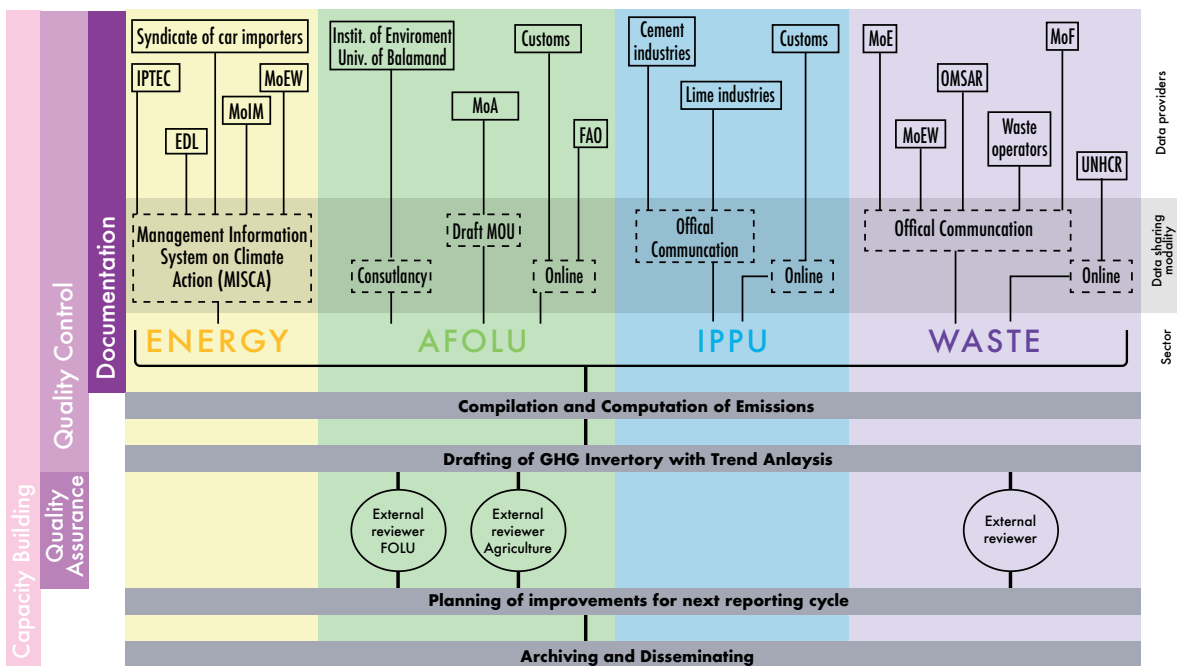 Syndicate of car importers
IPTEC
MoEW
MoIM
EDL
Management Information
System on Climate
Action (MISCA)
ENERGY
Instit. of Enviroment
Univ. of Balamand
Customs
MoA
FAO
Draft MOU
Consutlancy
Online
AFOLU
Cement
industries
Customs
Lime industries
Offical
Communcation
Online
IPPU
MoE
MoF
OMSAR
MoEW
Waste
operators
UNHCR
Offical Communcation
Online
WASTE
Data providers
Data sharing
modality
Sector
Capacity Building
Quality Control
Quality
Assurance
Documentation
Compilation and Computation of Emissions
Drafting of GHG Invertory with Trend Anlaysis
External
reviewer
FOLU
External
reviewer
Agriculture
External
reviewer
Planning of improvements for next reporting cycle
Archiving and Disseminating